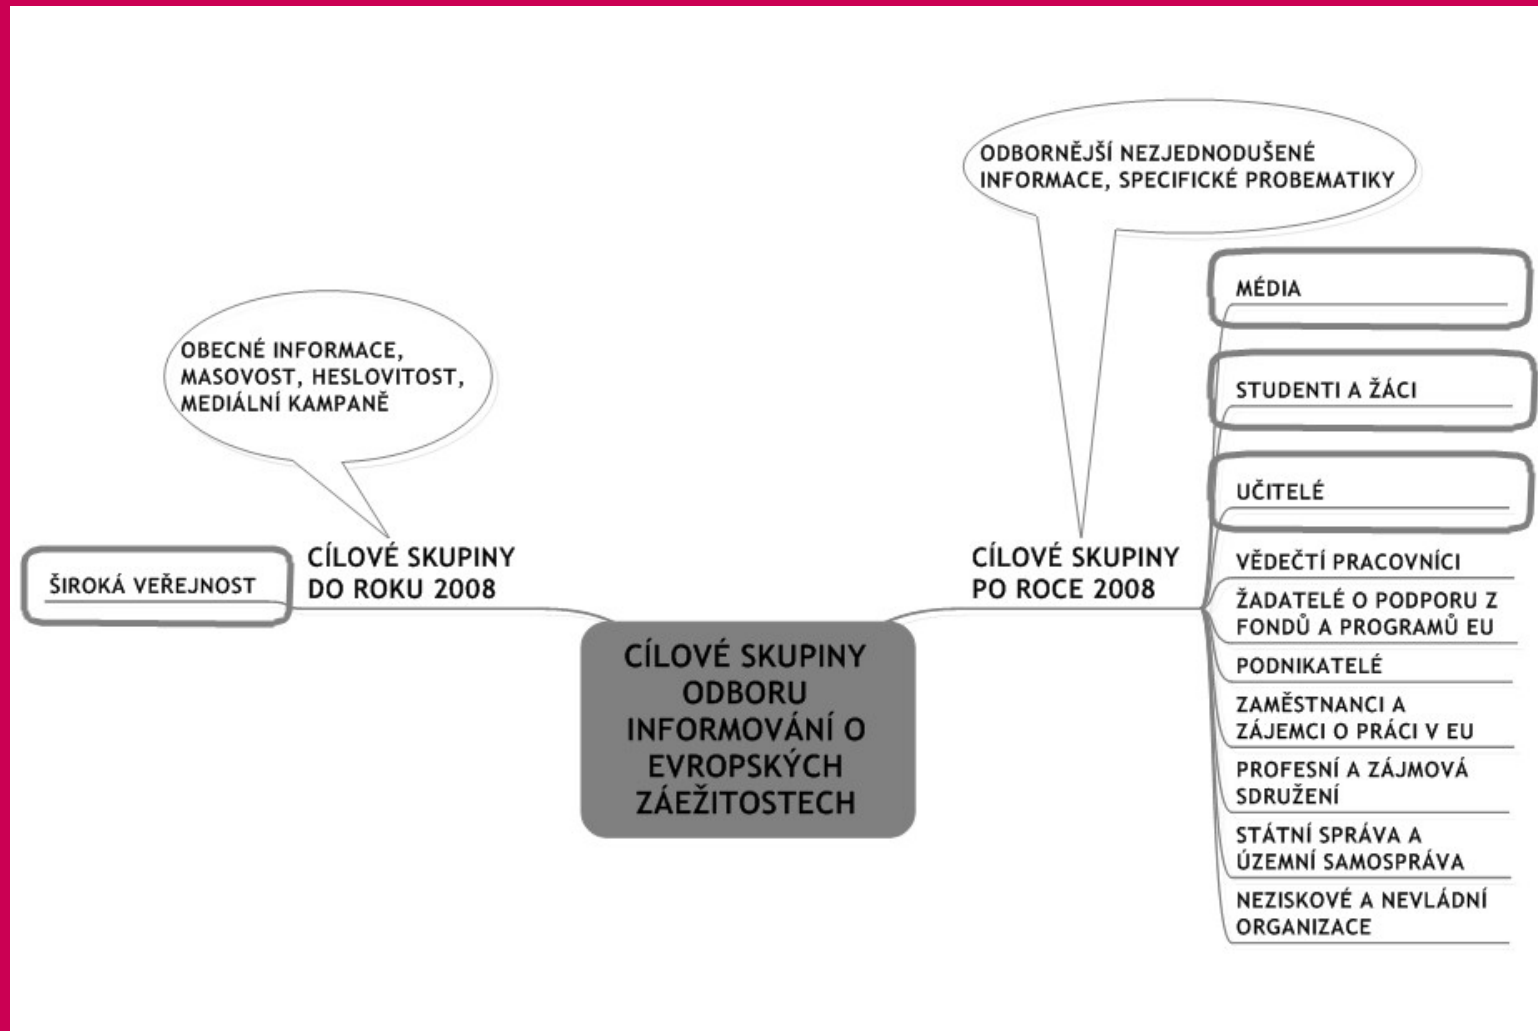 ODBORNĚJŠÍ NEZJEDNODUŠENÉ
INFORMACE, SPECIFICKÉ PROBEMATIKY
OBECNÉ INFORMACE,
MASOVOST, HESLOVITOST,
MEDIÁLNÍ KAMPANĚ
ŠIROKÁ VEŘEJNOST
CÍLOVÉ SKUPINY
DO ROKU 2008
CÍLOVÉ SKUPINY
ODBORU
INFORMOVÁNÍ O
EVROPSKÝCH
ZÁEŽITOSTECH
CÍLOVÉ SKUPINY
PO ROCE 2008
MÉDIA
STUDENTI A ŽÁCI
UČITELÉ
VĚDEČTÍ PRACOVNÍCI
ŽADATELÉ O PODPORU Z
FONDŮ A PROGRAMŮ EU
PODNIKATELÉ
ZAMĚSTNANCI A
ZÁJEMCI O PRÁCI V EU
PROFESNÍ A ZÁJMOVÁ
SDRUŽENÍ
STÁTNÍ SPRÁVA A
ÚZEMNÍ SAMOSPRÁVA
NEZISKOVÉ A NEVLÁDNÍ
ORGANIZACE